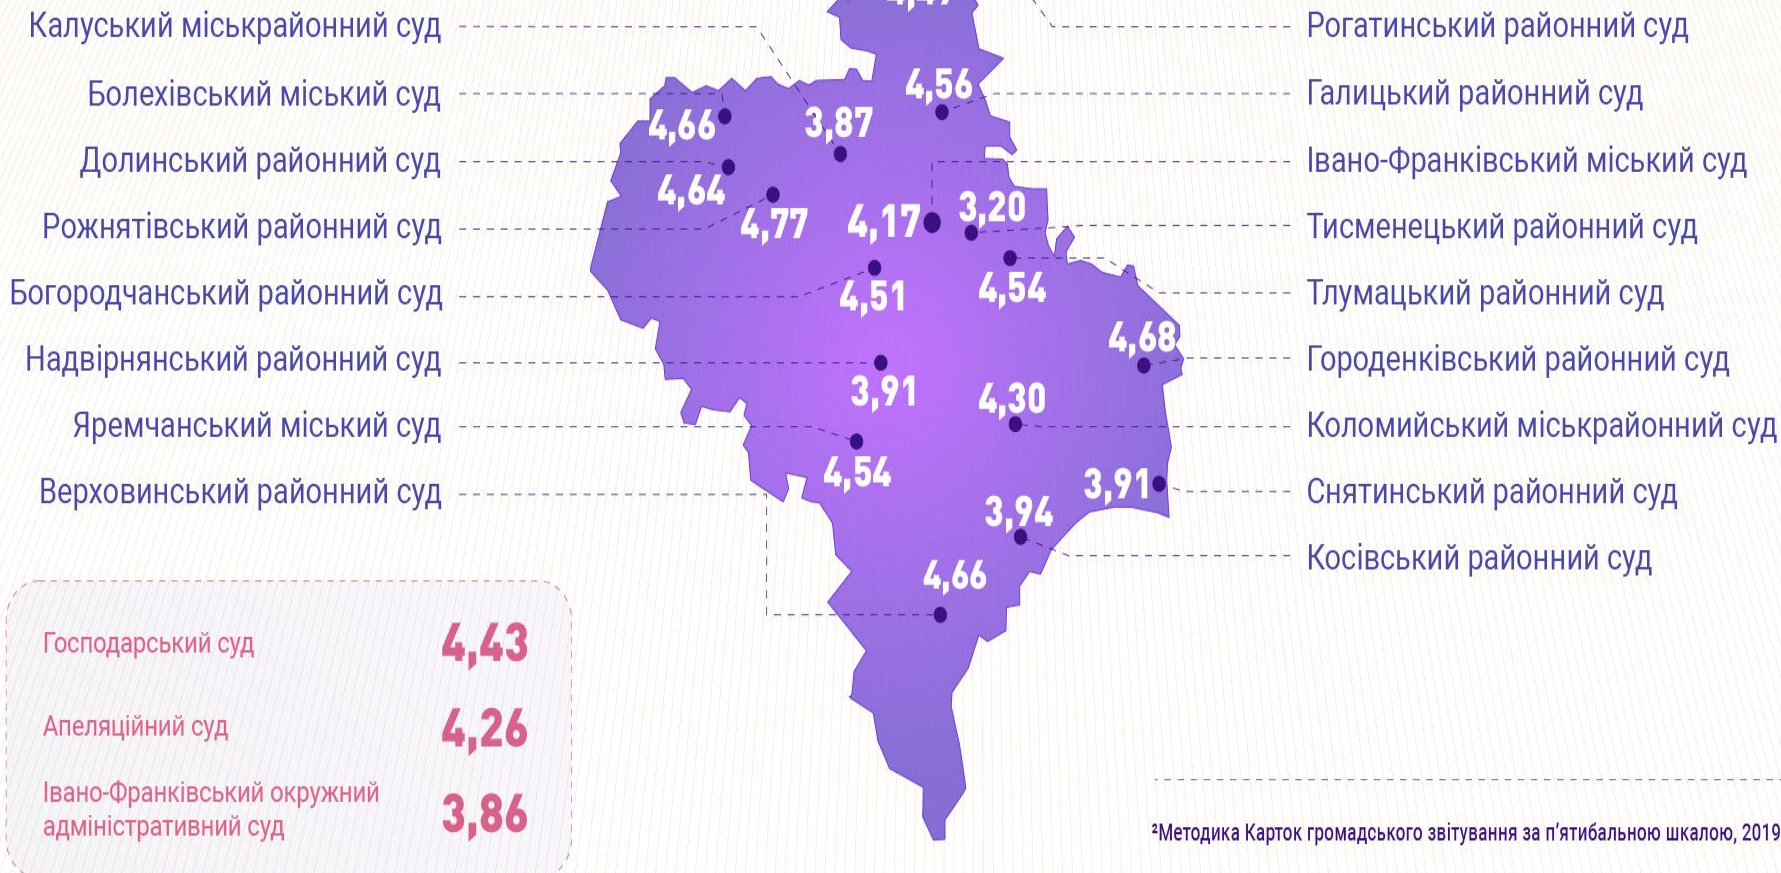 Калуський міськрайонний суд
Болехівський міський суд
Долинський районний суд
Рожнятівський районний суд
Богородчанський районний суд
Надвірнянський районний суд
Яремчанський міський суд
Верховинський районний суд
4,56
4,66
3,87
4,64
4,77
4,17
3,20
4,51
4,54
4,68
3,91
4,30
4,54
3,91
3,94
4,66
Рогатинський районний суд
Галицький районний суд
Івано-Франківський міський суд
Тисменецький районний суд
Тлумацький районний суд
Городенківський районний суд
Коломийський міськрайонний суд
Снятинський районний суд
Косівський районний суд
Господарський суд 4,43
Апеляційний суд 4,26
Івано-Франківський окружний
адміністративний суд 3,86
²Методика Карток громадського звітування за п’ятибальною шкалою, 2019